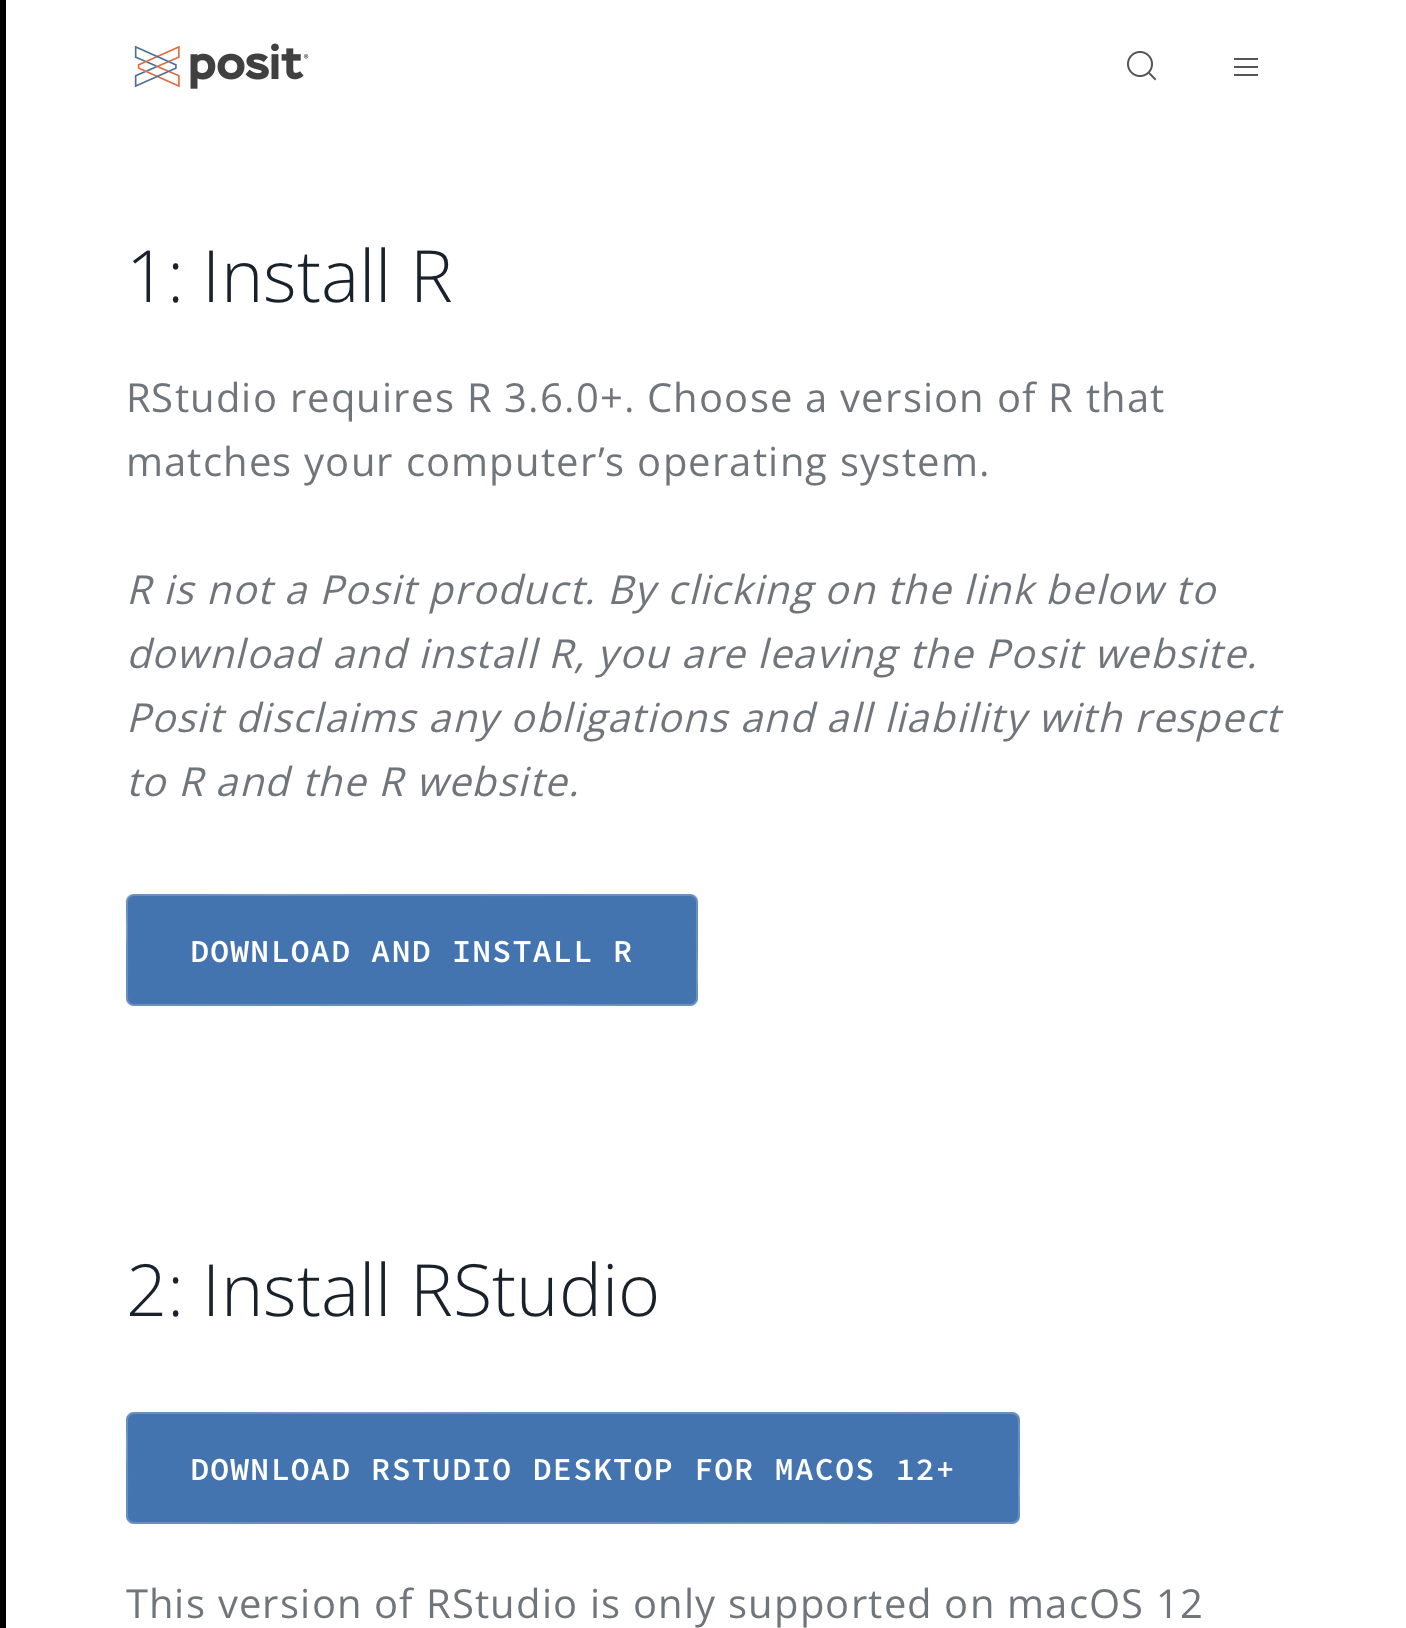 posit®
1: Install R
RStudio requires R 3.6.0+. Choose a version of R that
matches your computer’s operating system.
R is not a Posit product. By clicking on the link below to
download and install R, you are leaving the Posit website.
Posit disclaims any obligations and all liability with respect
to R and the R website.
DOWNLOAD AND INSTALL R
2: Install RStudio
DOWNLOAD RSTUDIO DESKTOP FOR MACOS 12+
This version of RStudio is only supported on macOS 12